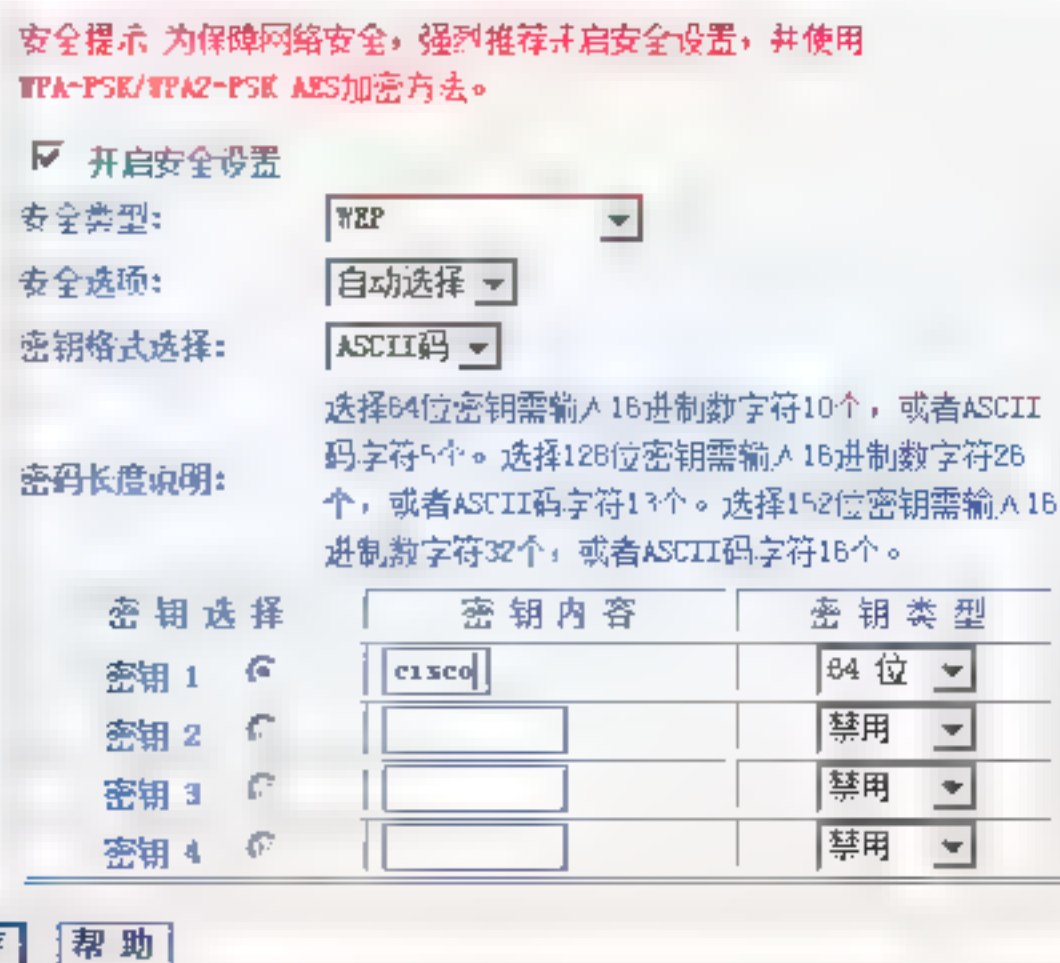 安全提示 为保障网络安全，强烈推荐开启安全设置，并使用
WPA-PSK/WPA2-PSK AES加密方法。
开启安全设置
安全类型： WEP
安全选项： 自动选择
密钥格式选择： ASCII码
密码长度说明：
选择64位密钥需输入16进制数字符10个，或者ASCII
码字符5个。选择128位密钥需输入16进制数字符26
个，或者ASCII码字符13个。选择152位密钥需输入16
进制数字符32个，或者ASCII码字符16个。
密钥选择 密钥内容 密钥类型
密钥 1 cisco 64 位
密钥 2 禁用
密钥 3 禁用
密钥 4 禁用
帮 助